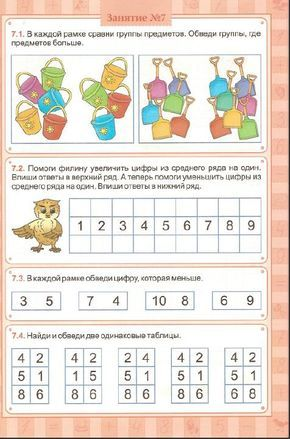 Занятие №7
7.1. В каждой рамке сравни группы предметов. Обведи группы, где
предметов больше.
7.2. Помоги филину увеличить цифры из среднего ряда на один.
Впиши ответы в верхний ряд. А теперь помоги уменьшить цифры из
среднего ряда на один. Впиши ответы в нижний ряд.
1 2 3 4 5 6 7 8 9
7.3. В каждой рамке обведи цифру, которая меньше.
3 5 7 4 10 8 6 9
7.4. Найди и обведи две одинаковые таблицы.
4 2 4 2 4 2 4 2 4 2
5 1 5 1 5 1 5 1 6 1
8 6 1 6 8 6 8 5 8 6